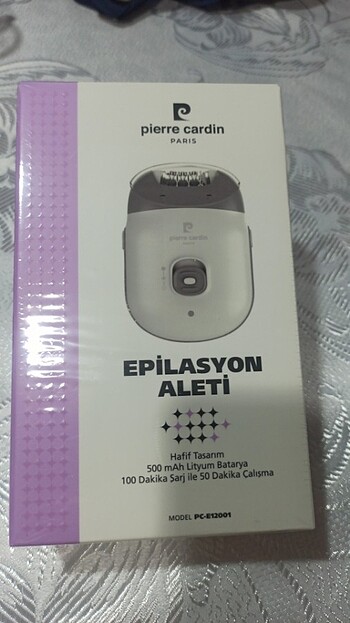 pierre cardin
PARIS
pierre cardin
EPİLASYON
ALETİ
Hafif Tasarım
500 mAh Lityum Batarya
100 Dakika Şarj ile 50 Dakika Çalışma
MODEL PC-E12001